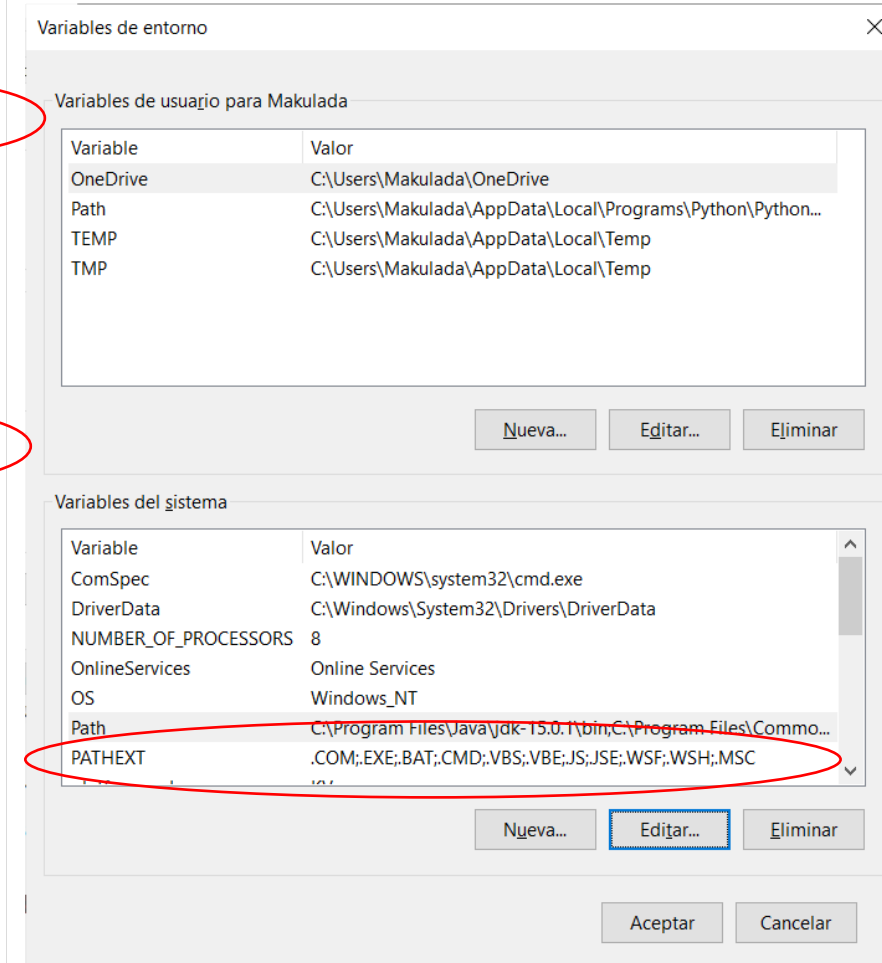 Variables de entorno
Variables de usuario para Makulada
Variable Valor
OneDrive C:\Users\Makulada\OneDrive
Path C:\Users\Makulada\AppData\Local\Programs\Python\Python...
TEMP C:\Users\Makulada\AppData\Local\Temp
TMP C:\Users\Makulada\AppData\Local\Temp
Nueva... Editar... Eliminar
Variables del sistema
Variable Valor
ComSpec C:\WINDOWS\system32\cmd.exe
DriverData C:\Windows\System32\Drivers\DriverData
NUMBER_OF_PROCESSORS 8
OnlineServices Online Services
OS Windows_NT
Path C:\Program Files\Java\jdk-15.0.1\bin;C:\Program Files\Commo...
PATHEXT .COM;.EXE;.BAT;.CMD;.VBS;.VBE;.JS;.JSE;.WSF;.WSH;.MSC
Nueva... Editar... Eliminar
Aceptar Cancelar